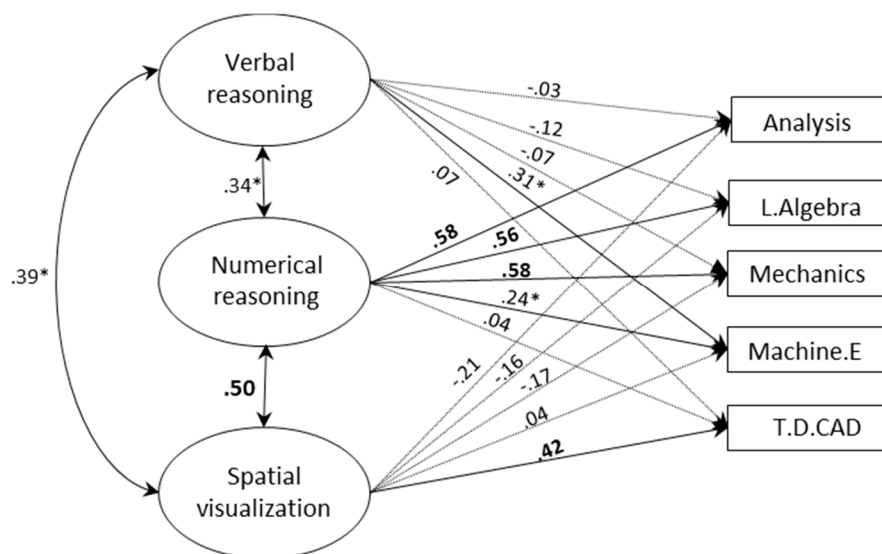 Verbal
reasoning
-.03
Analysis
-.12
-.07
.31*
.07
.34*
L.Algebra
.58
.56
Numerical
reasoning
.58
Mechanics
.39*
.24*
.04
Machine.E
-.21
-.16
-.17
.50
.04
T.D.CAD
.42
Spatial
visualization